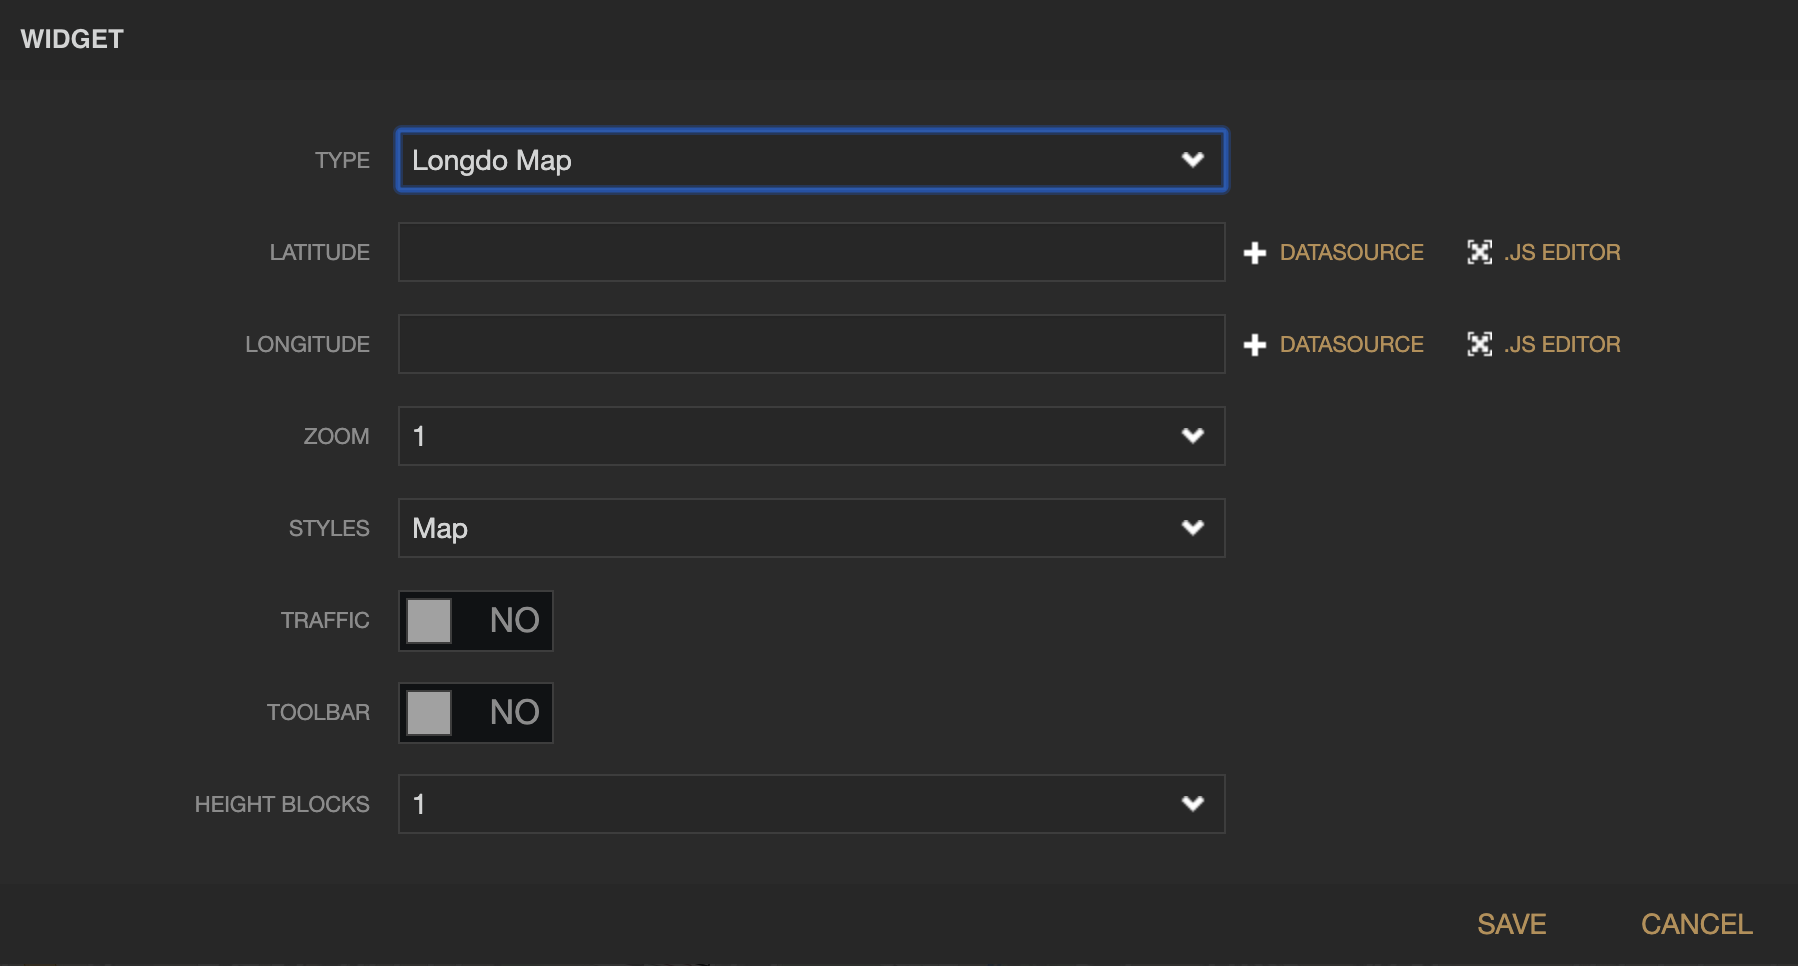 WIDGET
TYPE Longdo Map
LATITUDE DATASOURCE .JS EDITOR
LONGITUDE DATASOURCE .JS EDITOR
ZOOM 1
STYLES Map
TRAFFIC NO
TOOLBAR NO
HEIGHT BLOCKS 1
SAVE CANCEL